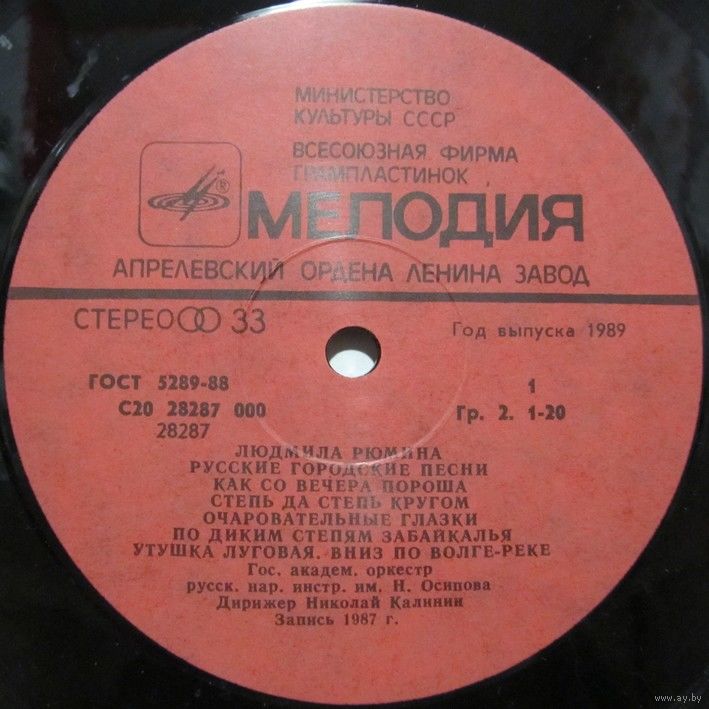 МИНИСТЕРСТВО
КУЛЬТУРЫ СССР
ВСЕСОЮЗНАЯ ФИРМА
ГРАМПЛАСТИНОК
®
МЕЛОДИЯ
АПРЕЛЕВСКИЙ ОРДЕНА ЛЕНИНА ЗАВОД
СТЕРЕО 33
Год выпуска 1989
ГОСТ 5289-88
1
С20 28287 000
Гр. 2. 1-20
28287
ЛЮДМИЛА РЮМИНА
РУССКИЕ ГОРОДСКИЕ ПЕСНИ
КАК СО ВЕЧЕРА ПОРОША
СТЕПЬ ДА СТЕПЬ КРУГОМ
ОЧАРОВАТЕЛЬНЫЕ ГЛАЗКИ
ПО ДИКИМ СТЕПЯМ ЗАБАЙКАЛЬЯ
УТУШКА ЛУГОВАЯ. ВНИЗ ПО ВОЛГЕ-РЕКЕ
Гос. академ. оркестр
русск. нар. инстр. им. Н. Осипова
Дирижер Николай Калинин
Запись 1987 г.
www.ay.by